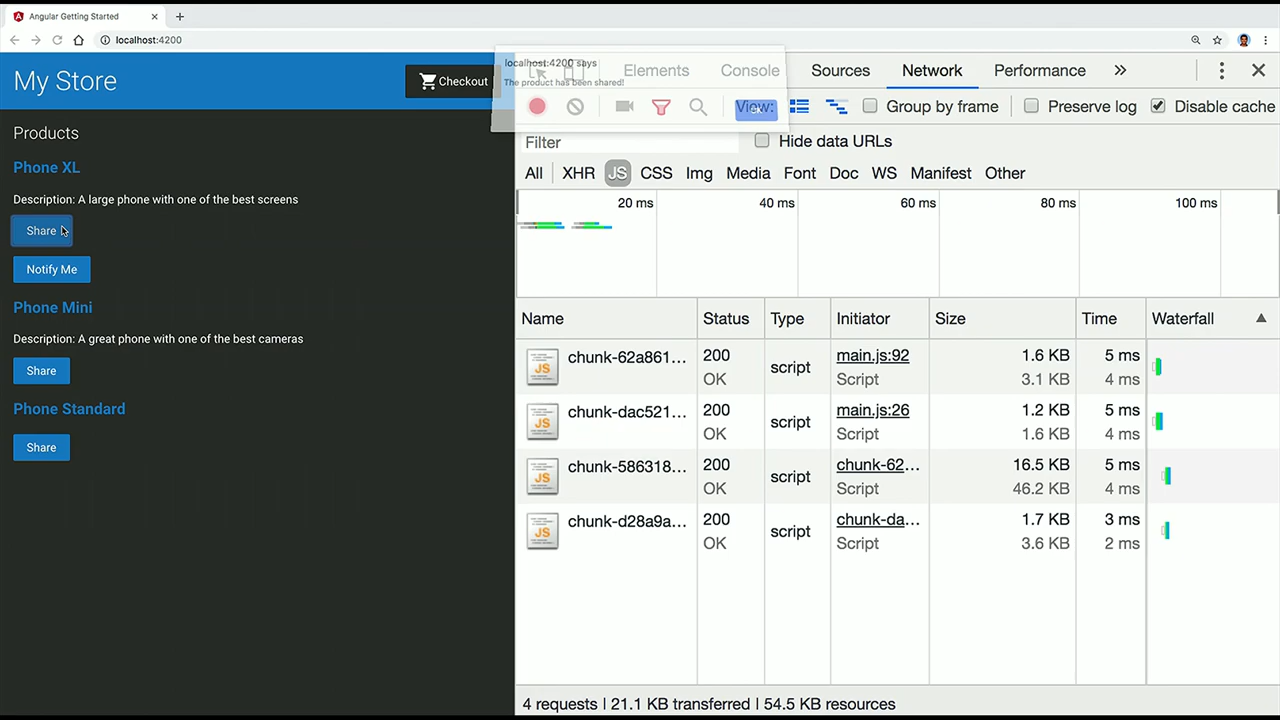 Angular Getting Started
localhost:4200
My Store
Checkout
Products
Phone XL
Description: A large phone with one of the best screens
Share
Notify Me
Phone Mini
Description: A great phone with one of the best cameras
Share
Phone Standard
Share
localhost:4200 says
The product has been shared!
OK
Elements Console Sources Network Performance
View: Group by frame Preserve log Disable cache
Filter Hide data URLs
All XHR JS CSS Img Media Font Doc WS Manifest Other
20 ms 40 ms 60 ms 80 ms 100 ms
Name Status Type Initiator Size Time Waterfall
JS chunk-62a861... 200 OK script main.js:92 Script 1.6 KB 3.1 KB 5 ms 4 ms
JS chunk-dac521... 200 OK script main.js:26 Script 1.2 KB 1.6 KB 5 ms 4 ms
JS chunk-586318... 200 OK script chunk-62... Script 16.5 KB 46.2 KB 5 ms 4 ms
JS chunk-d28a9a... 200 OK script chunk-da... Script 1.7 KB 3.6 KB 3 ms 2 ms
4 requests | 21.1 KB transferred | 54.5 KB resources